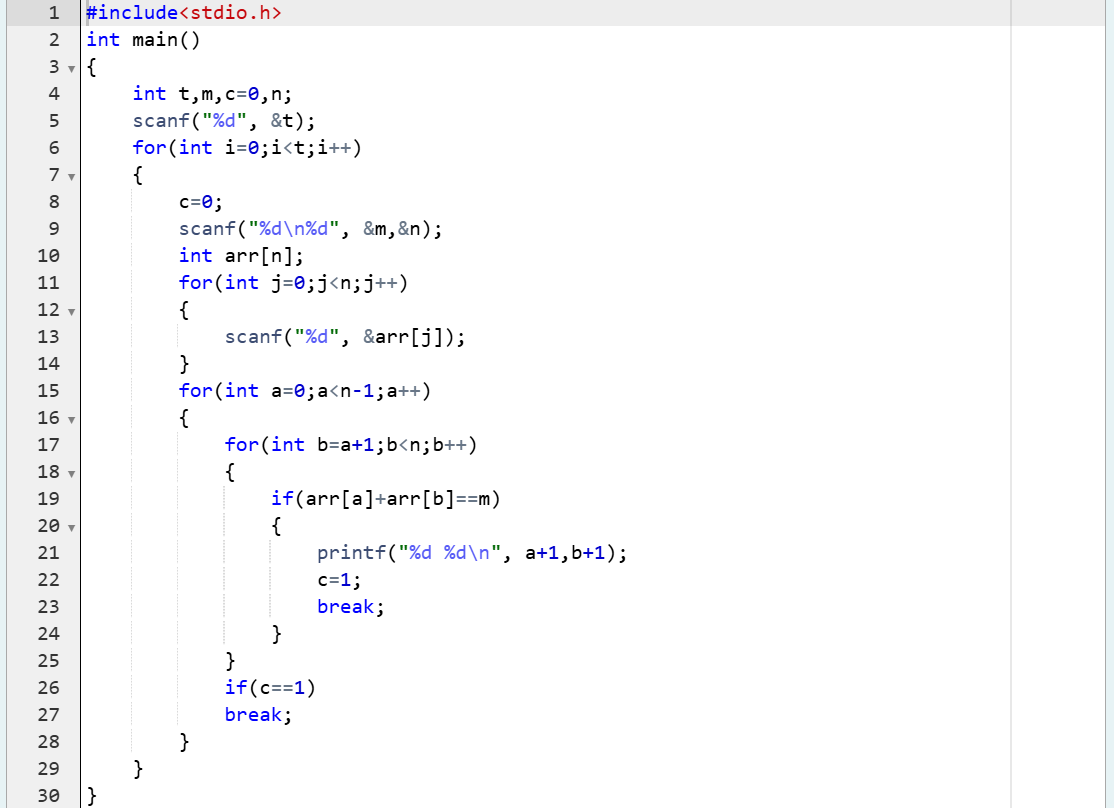 1 #include<stdio.h>
2 int main()
3 {
4 int t,m,c=0,n;
5 scanf("%d", &t);
6 for(int i=0;i<t;i++)
7 {
8 c=0;
9 scanf("%d\n%d", &m,&n);
10 int arr[n];
11 for(int j=0;j<n;j++)
12 {
13 scanf("%d", &arr[j]);
14 }
15 for(int a=0;a<n-1;a++)
16 {
17 for(int b=a+1;b<n;b++)
18 {
19 if(arr[a]+arr[b]==m)
20 {
21 printf("%d %d\n", a+1,b+1);
22 c=1;
23 break;
24 }
25 }
26 if(c==1)
27 break;
28 }
29 }
30 }